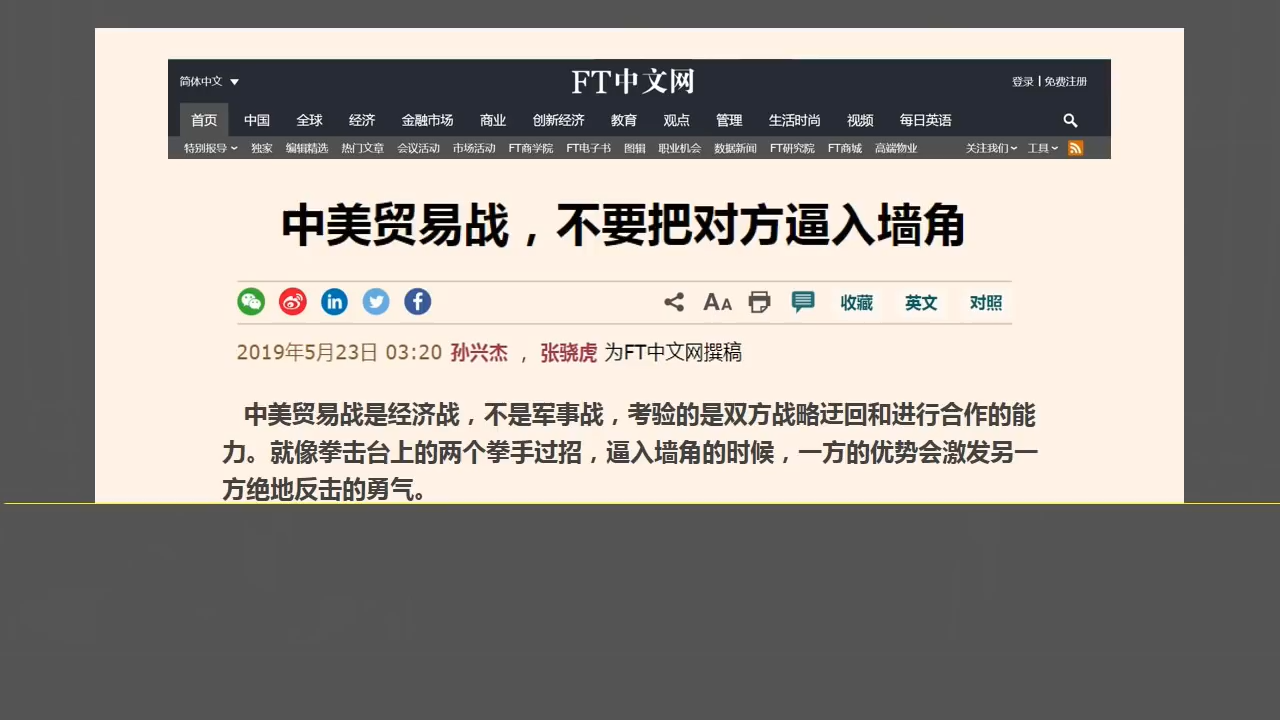 简体中文
FT中文网
登录 | 免费注册
首页 中国 全球 经济 金融市场 商业 创新经济 教育 观点 管理 生活时尚 视频 每日英语
特别报导 独家 编辑精选 热门文章 会议活动 市场活动 FT商学院 FT电子书 图辑 职业机会 数据新闻 FT研究院 FT商城 高端物业 关注我们 工具
中美贸易战，不要把对方逼入墙角
AA 收藏 英文 对照
2019年5月23日 03:20 孙兴杰 ，张骁虎 为FT中文网撰稿
中美贸易战是经济战，不是军事战，考验的是双方战略迂回和进行合作的能
力。就像拳击台上的两个拳手过招，逼入墙角的时候，一方的优势会激发另一
方绝地反击的勇气。